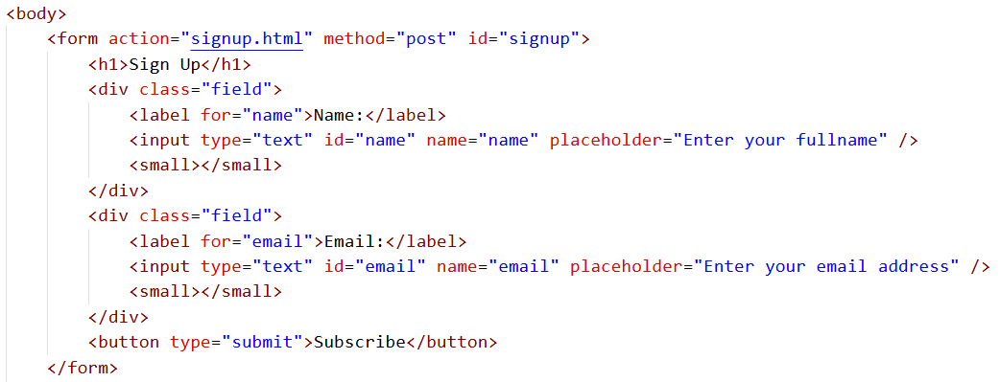 <body>
    <form action="signup.html" method="post" id="signup">
        <h1>Sign Up</h1>
        <div class="field">
            <label for="name">Name:</label>
            <input type="text" id="name" name="name" placeholder="Enter your fullname" />
            <small></small>
        </div>
        <div class="field">
            <label for="email">Email:</label>
            <input type="text" id="email" name="email" placeholder="Enter your email address" />
            <small></small>
        </div>
        <button type="submit">Subscribe</button>
    </form>